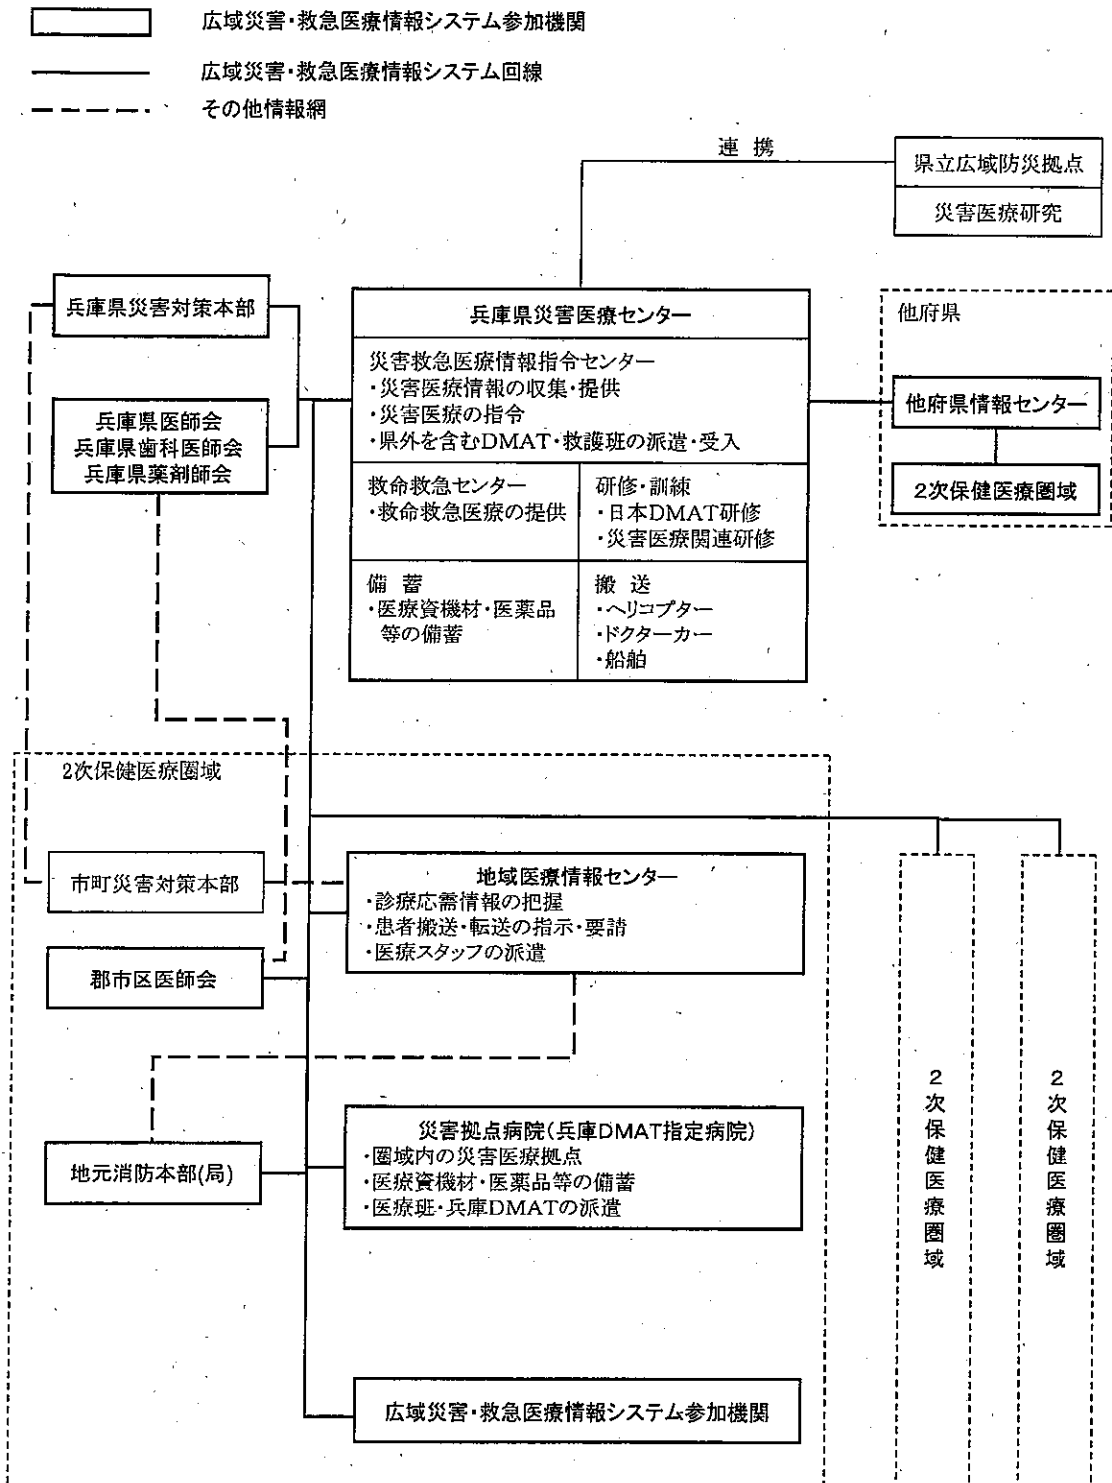 広域災害・救急医療情報システム参加機関
広域災害・救急医療情報システム回線
その他情報網
連携
県立広域防災拠点
災害医療研究
兵庫県災害対策本部
兵庫県医師会
兵庫県歯科医師会
兵庫県薬剤師会
兵庫県災害医療センター
災害救急医療情報指令センター
・災害医療情報の収集・提供
・災害医療の指令
・県外を含むDMAT・救護班の派遣・受入
救命救急センター
・救命救急医療の提供
研修・訓練
・日本DMAT研修
・災害医療関連研修
備蓄
・医療資機材・医薬品
等の備蓄
搬送
・ヘリコプター
・ドクターカー
・船舶
他府県
他府県情報センター
2次保健医療圏域
2次保健医療圏域
市町災害対策本部
郡市区医師会
地元消防本部(局)
地域医療情報センター
・診療応需情報の把握
・患者搬送・転送の指示・要請
・医療スタッフの派遣
災害拠点病院(兵庫DMAT指定病院)
・圏域内の災害医療拠点
・医療資機材・医薬品等の備蓄
・医療班・兵庫DMATの派遣
広域災害・救急医療情報システム参加機関
2次保健医療圏域
2次保健医療圏域